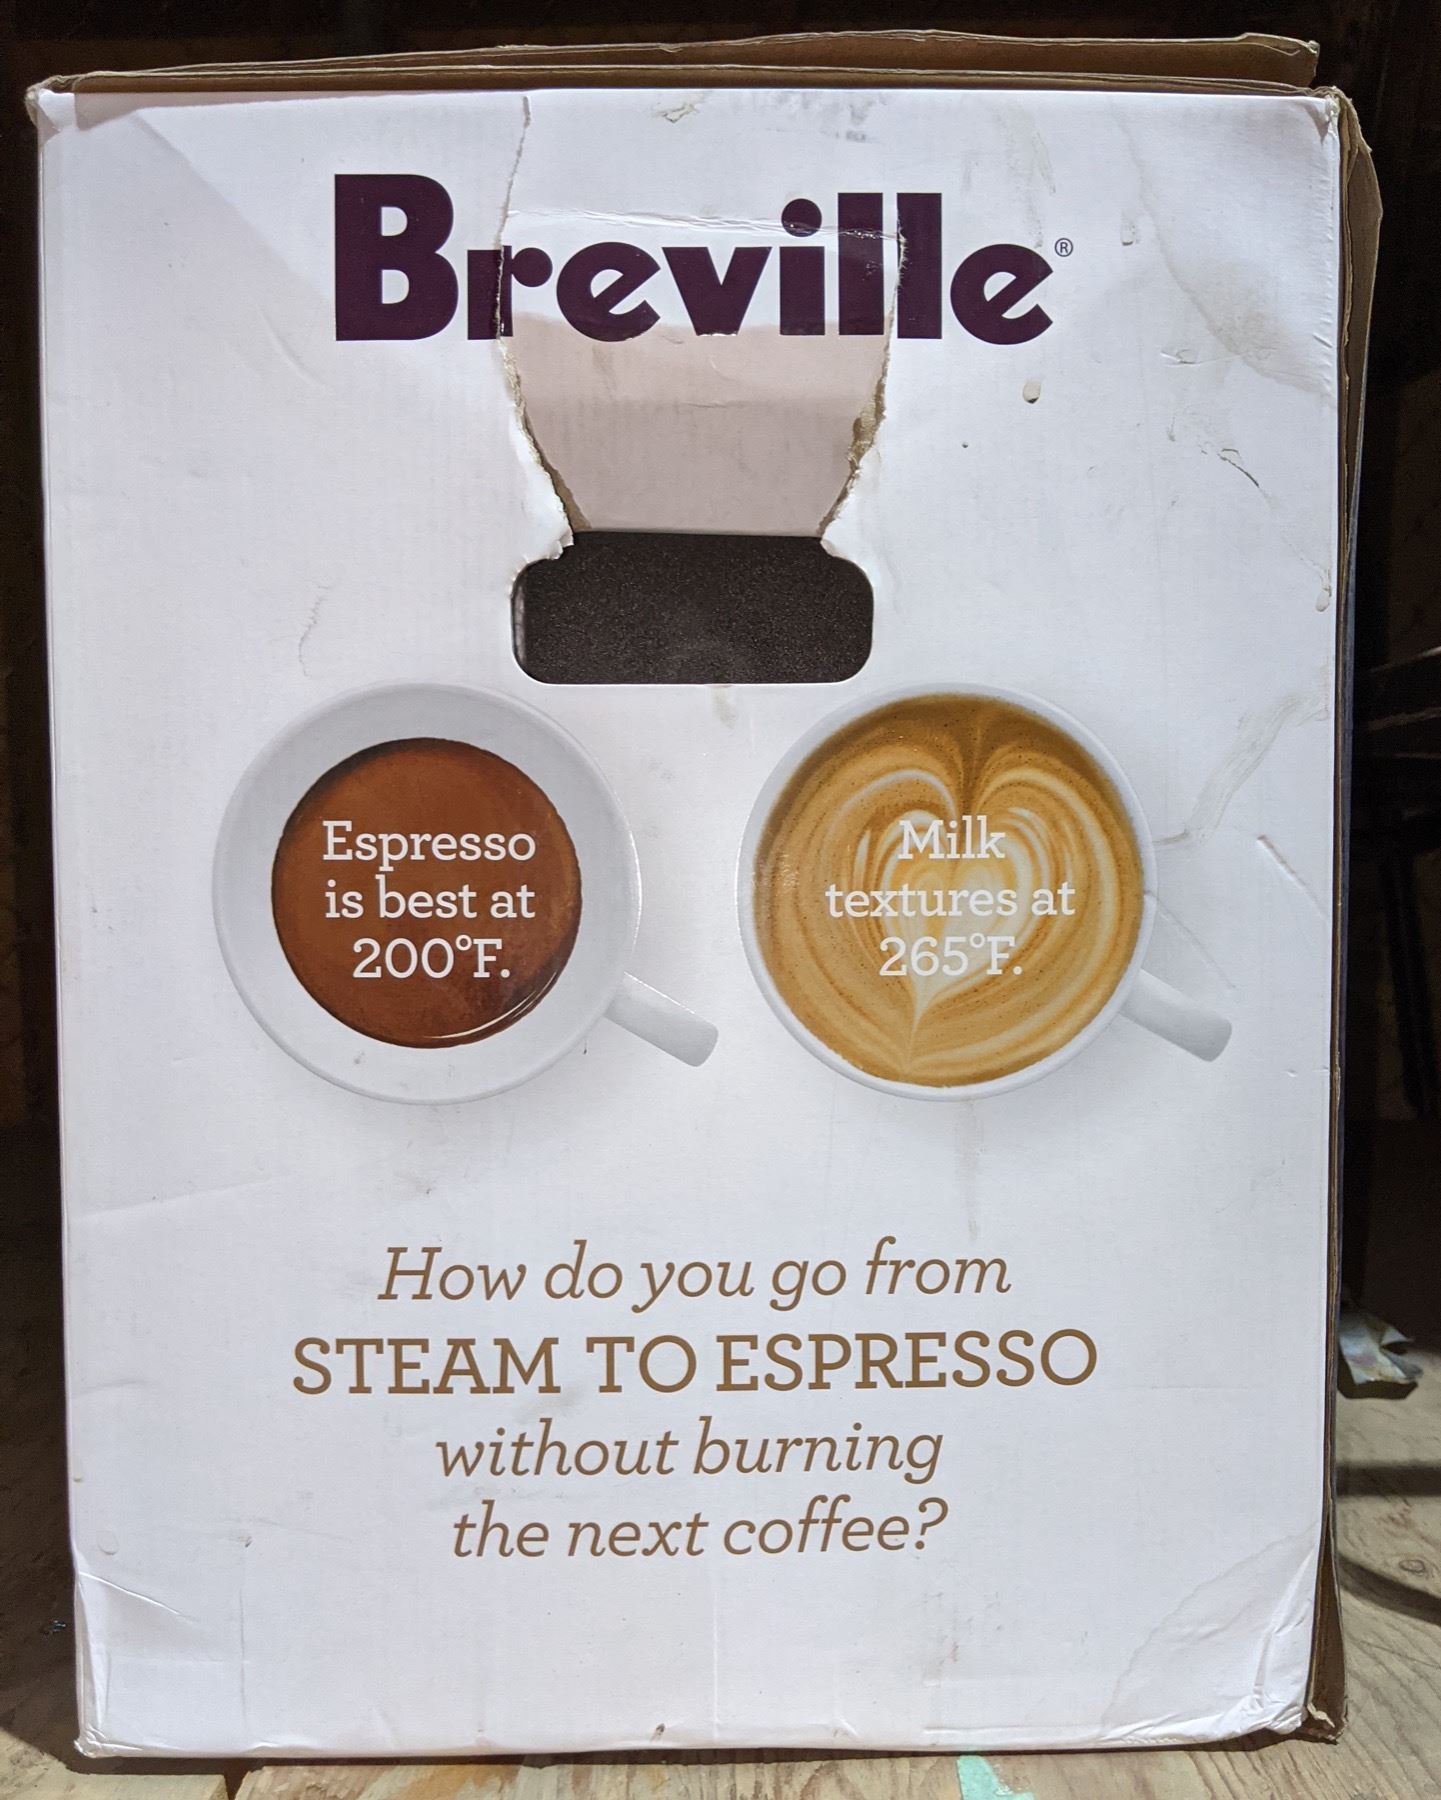 Breville®
Espresso
is best at
200°F.
Milk
textures at
265°F.
How do you go from
STEAM TO ESPRESSO
without burning
the next coffee?